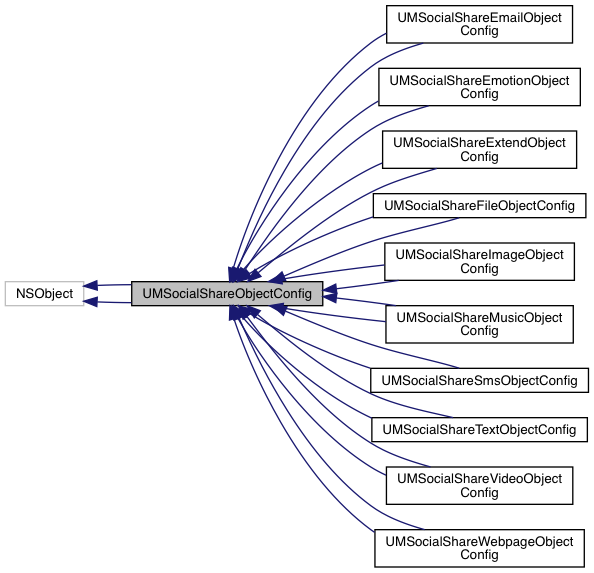 UMSocialShareEmailObject
Config
UMSocialShareEmotionObject
Config
UMSocialShareExtendObject
Config
UMSocialShareFileObjectConfig
UMSocialShareImageObject
Config
NSObject
UMSocialShareObjectConfig
UMSocialShareMusicObject
Config
UMSocialShareSmsObjectConfig
UMSocialShareTextObjectConfig
UMSocialShareVideoObject
Config
UMSocialShareWebpageObject
Config